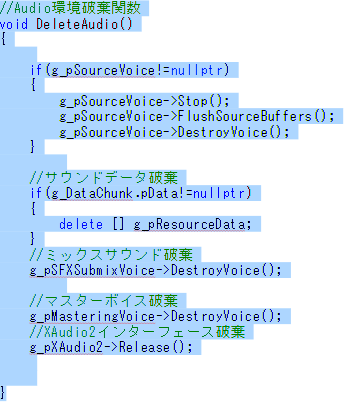 //Audio環境破棄関数
void DeleteAudio()
{
if(g_pSourceVoice!=nullptr)
{
g_pSourceVoice->Stop();
g_pSourceVoice->FlushSourceBuffers();
g_pSourceVoice->DestroyVoice();
}
//サウンドデータ破棄
if(g_DataChunk.pData!=nullptr)
{
delete [] g_pResourceData;
}
//ミックスサウンド破棄
g_pSFXSubmixVoice->DestroyVoice();
//マスターボイス破棄
g_pMasteringVoice->DestroyVoice();
//XAudio2インターフェース破棄
g_pXAudio2->Release();
}